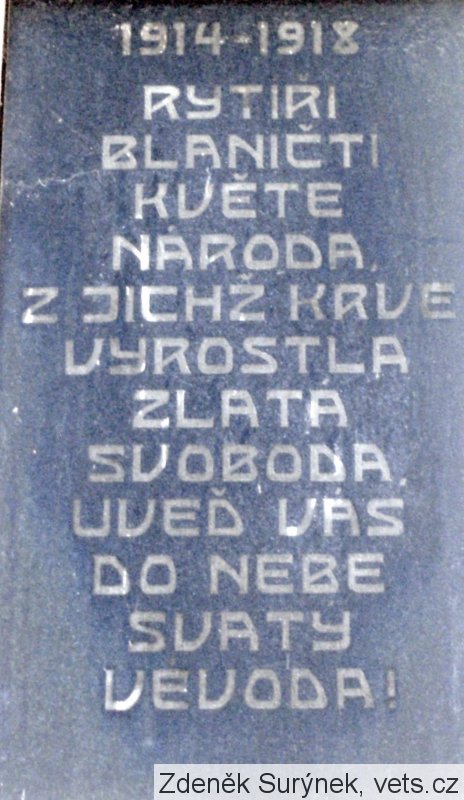 1914-1918
RYTÍŘI
BLANIČTÍ
KVĚTE
NÁRODA,
Z JICHŽ KRVE
VYROSTLA
ZLATÁ
SVOBODA,
UVEĎ VÁS
DO NEBE
SVATÝ
VÉVODA!
Zdeněk Surýnek, vets.cz